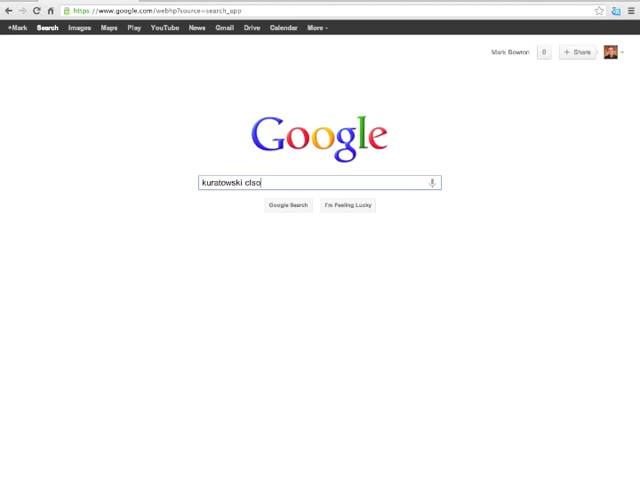 https://www.google.com/webhp?source=search_app
+Mark Search Images Maps Play YouTube News Gmail Drive Calendar More
Mark Bowron 0 + Share
Google
kuratowski clso
Google Search I'm Feeling Lucky